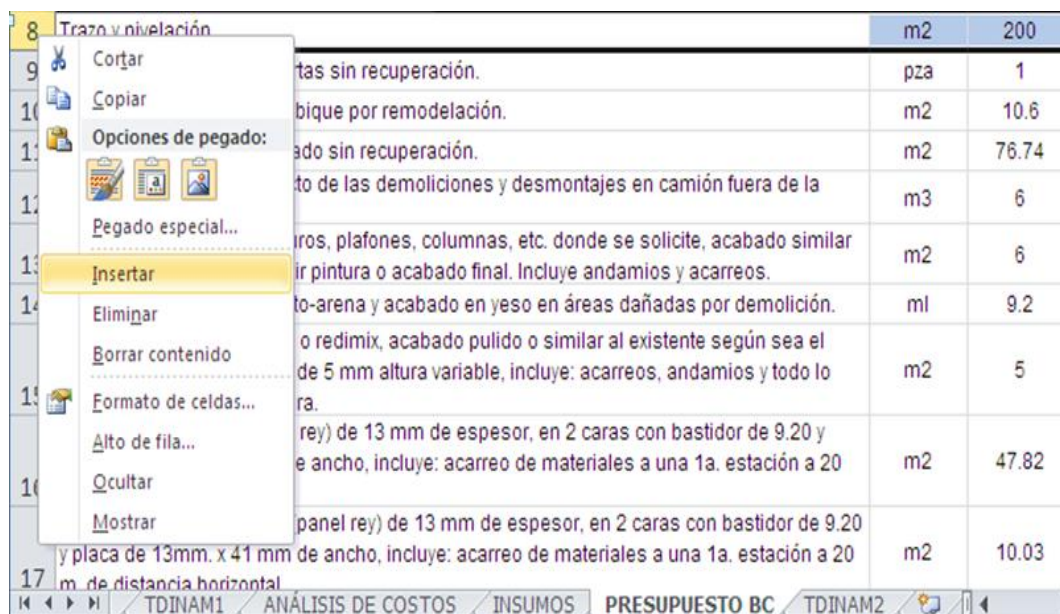 8 Trazo y nivelación m2 200
Cortar
9 rtas sin recuperación. pza 1
Copiar
bique por remodelación. m2 10.6
Opciones de pegado:
ado sin recuperación. m2 76.74
to de las demoliciones y desmontajes en camión fuera de la
m3 6
Pegado especial...
uros, plafones, columnas, etc. donde se solicite, acabado similar
m2 6
Insertar
ir pintura o acabado final. Incluye andamios y acarreos.
to-arena y acabado en yeso en áreas dañadas por demolición. ml 9.2
Eliminar
o redimix, acabado pulido o similar al existente según sea el
Borrar contenido
de 5 mm altura variable, incluye: acarreos, andamios y todo lo
m2 5
Formato de celdas...
ra.
rey) de 13 mm de espesor, en 2 caras con bastidor de 9.20 y
Alto de fila...
e ancho, incluye: acarreo de materiales a una 1a. estación a 20
m2 47.82
Ocultar
Mostrar
(panel rey) de 13 mm de espesor, en 2 caras con bastidor de 9.20
y placa de 13mm. x 41 mm de ancho, incluye: acarreo de materiales a una 1a. estación a 20
m2 10.03
17 m. de distancia horizontal
TDINAM1 ANÁLISIS DE COSTOS INSUMOS PRESUPUESTO BC TDINAM2